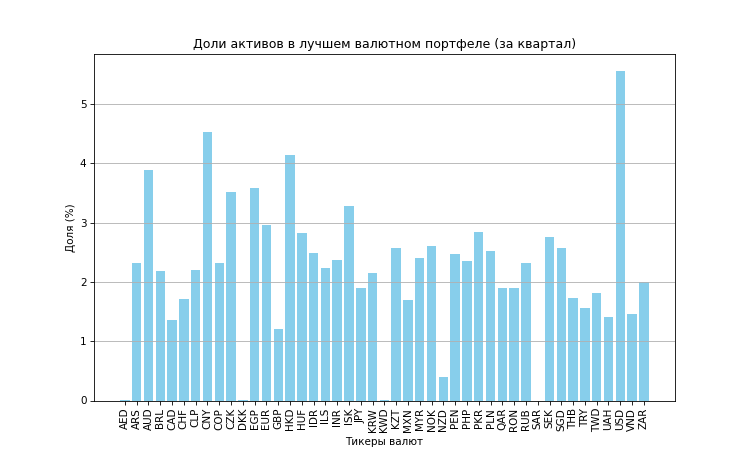 Доли активов в лучшем валютном портфеле (за квартал)
Доля (%)
5
4
3
2
1
0
AED ARS AUD BRL CAD CHF CLP CNY COP CZK DKK EGP EUR GBP HKD HUF IDR ILS INR ISK JPY KRW KWD KZT MXN MYR NOK NZD PEN PHP PKR PLN QAR RON RUB SAR SEK SGD THB TRY TWD UAH USD VND ZAR
Тикеры валют